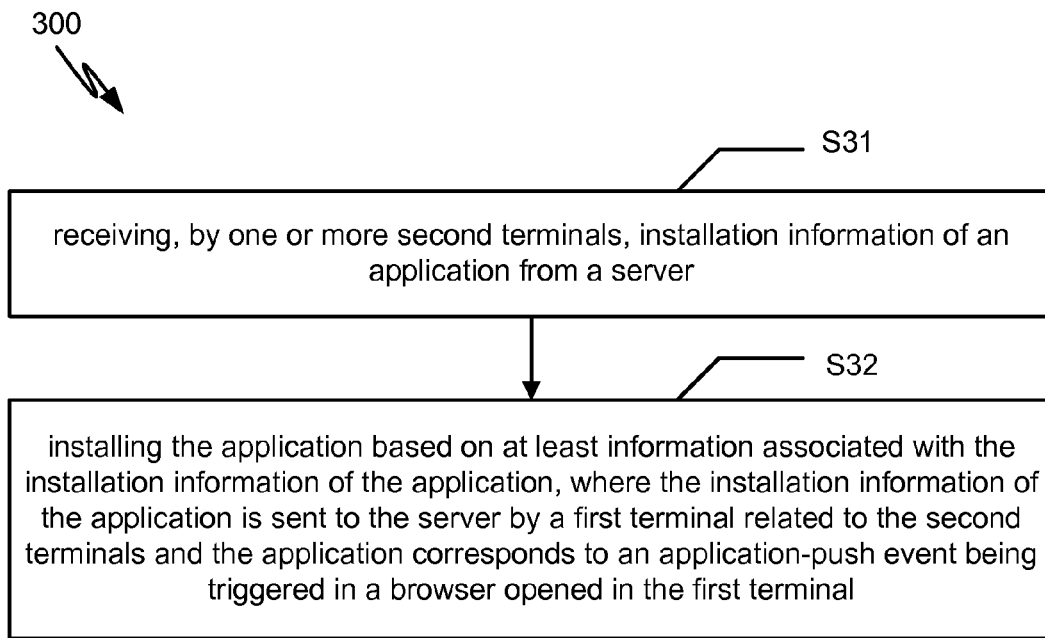 300
S31
receiving, by one or more second terminals, installation information of an
application from a server
S32
installing the application based on at least information associated with the
installation information of the application, where the installation information of
the application is sent to the server by a first terminal related to the second
terminals and the application corresponds to an application-push event being
triggered in a browser opened in the first terminal